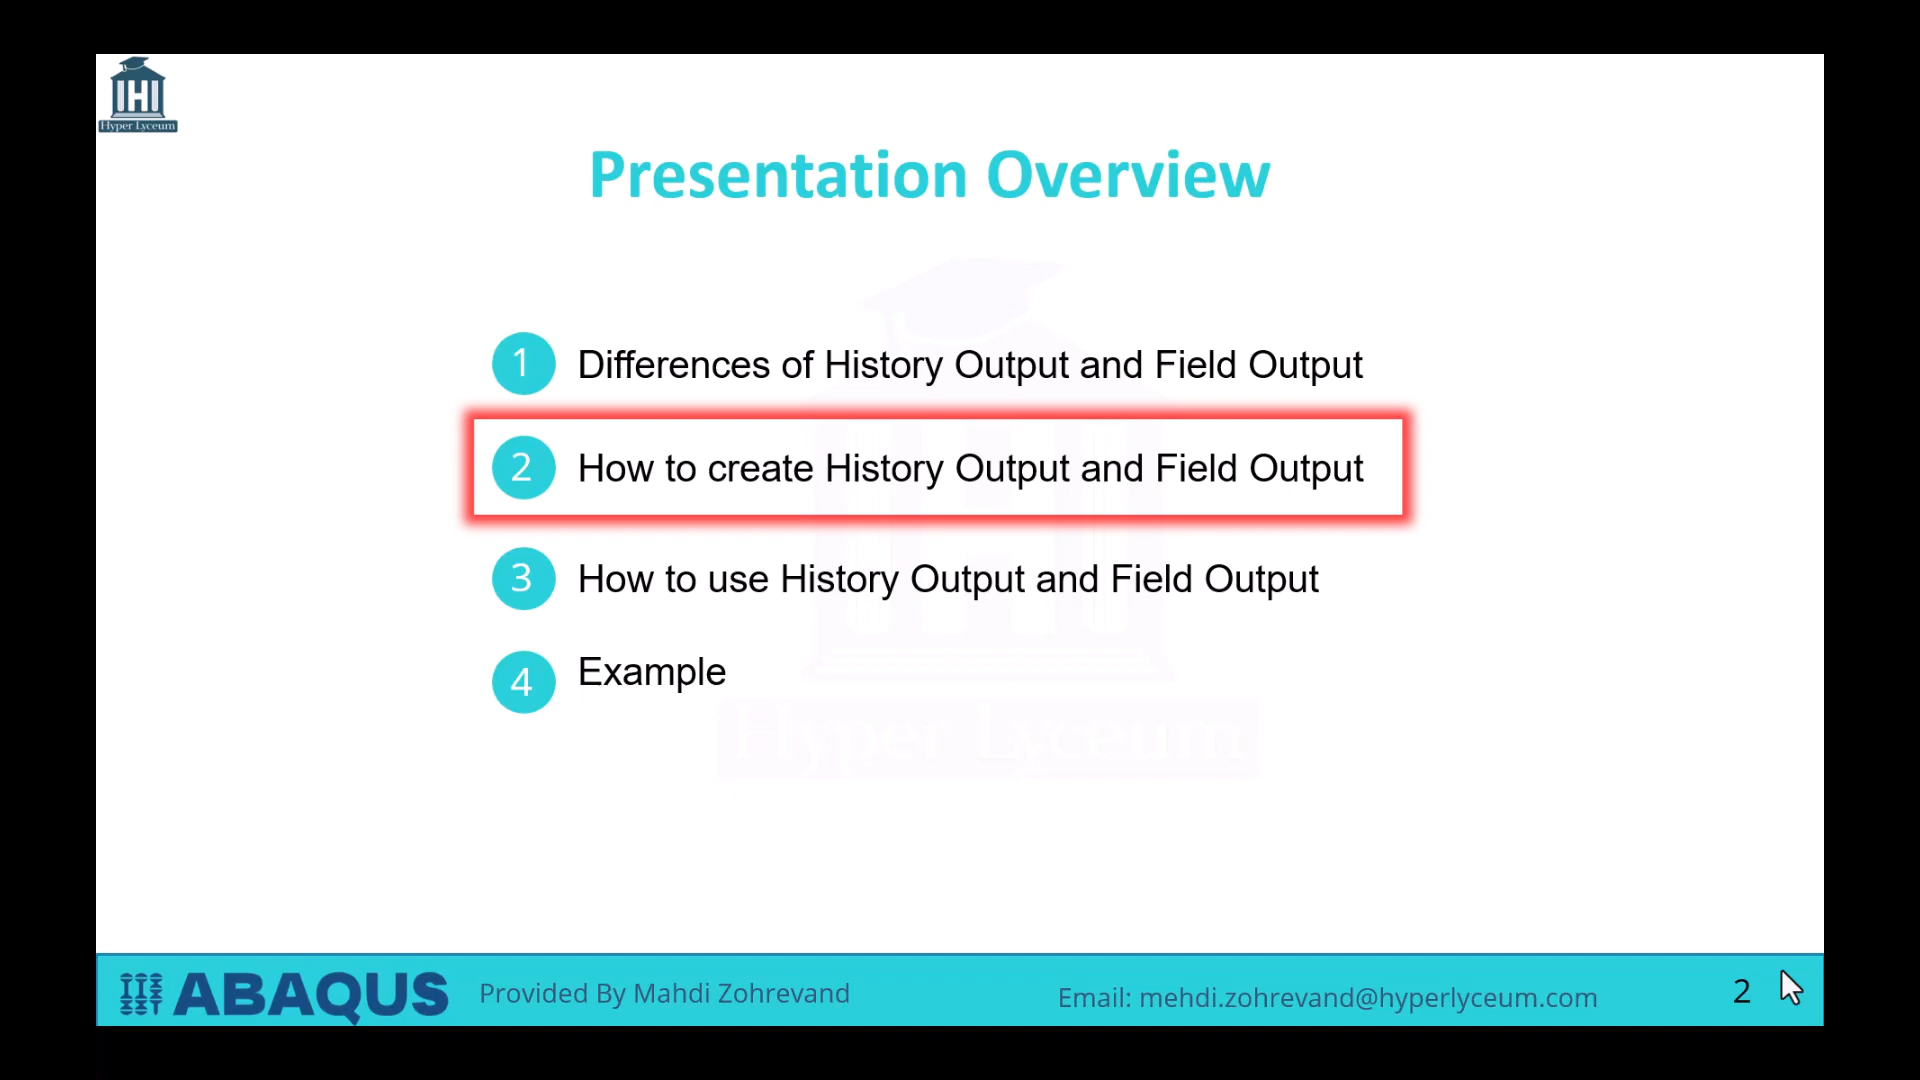 Hyper Lyceum
Presentation Overview
1 Differences of History Output and Field Output
2 How to create History Output and Field Output
3 How to use History Output and Field Output
4 Example
Hyper Lyceum
ABAQUS Provided By Mahdi Zohrevand Email: mehdi.zohrevand@hyperlyceum.com 2